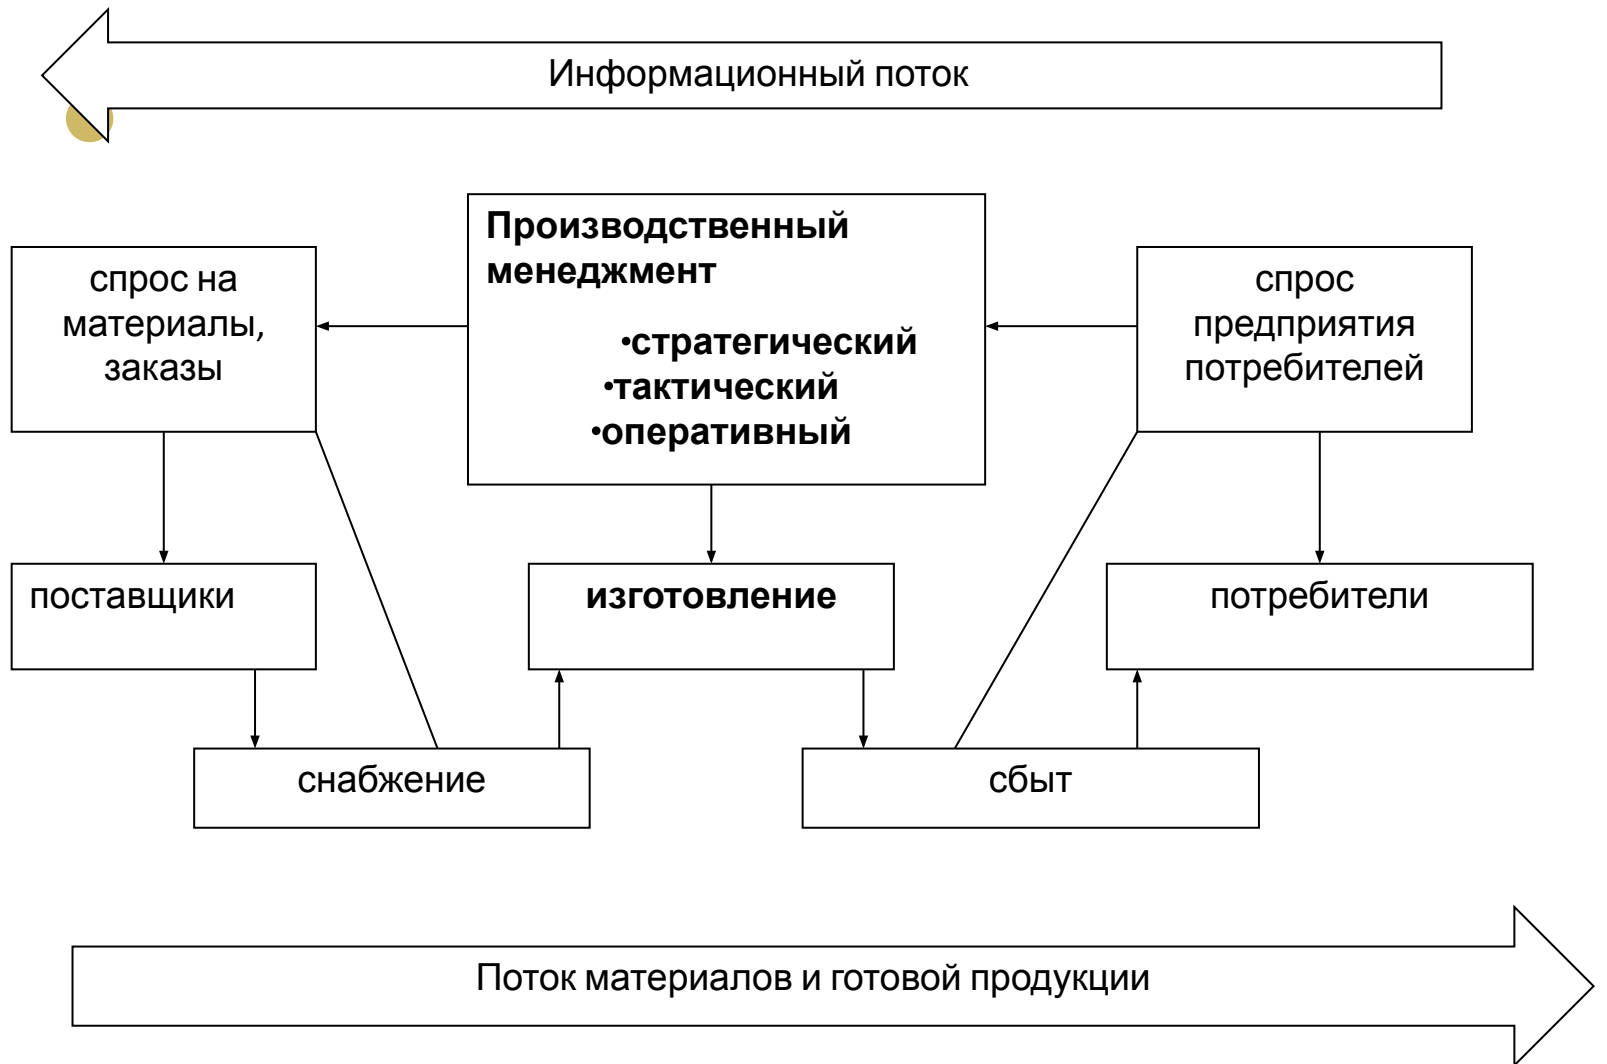 Информационный поток
Производственный
менеджмент
•стратегический
•тактический
•оперативный
спрос на
материалы,
заказы
спрос
предприятия
потребителей
поставщики
изготовление
потребители
снабжение
сбыт
Поток материалов и готовой продукции